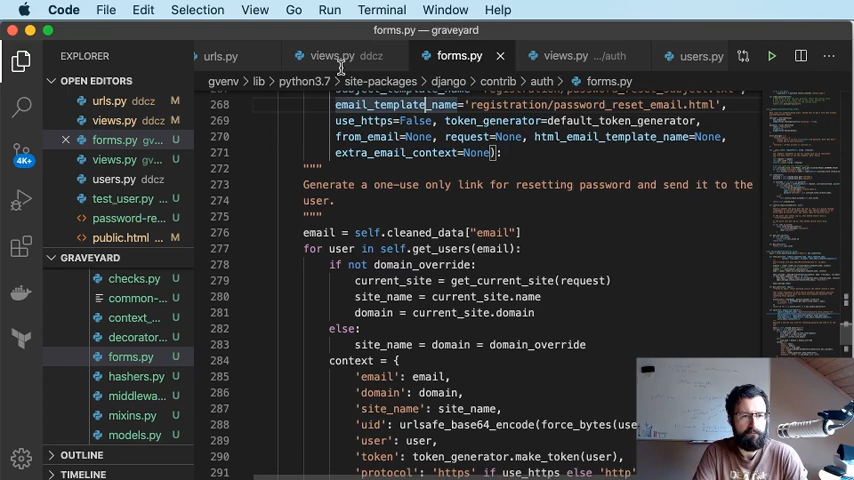 Code File Edit Selection View Go Run Terminal Window Help
forms.py — graveyard
EXPLORER
urls.py views.py ddcz forms.py views.py .../auth users.py
OPEN EDITORS
gvenv > lib > python3.7 > site-packages > django > contrib > auth > forms.py
urls.py ddcz M
views.py ddcz M
forms.py gv... U
views.py gv... U
users.py ddcz
test_user.py ... U
password-re... U
public.html ... M
GRAVEYARD
checks.py U
common-... U
context_... U
decorator... U
forms.py U
hashers.py U
middlewa... U
mixins.py U
models.py U
OUTLINE
TIMELINE
4K+
268 email_template_name='registration/password_reset_email.html',
269 use_https=False, token_generator=default_token_generator,
270 from_email=None, request=None, html_email_template_name=None,
271 extra_email_context=None):
272 """
273 Generate a one-use only link for resetting password and send it to the
274 user.
275 """
276 email = self.cleaned_data["email"]
277 for user in self.get_users(email):
278 if not domain_override:
279 current_site = get_current_site(request)
280 site_name = current_site.name
281 domain = current_site.domain
282 else:
283 site_name = domain = domain_override
284 context = {
285 'email': email,
286 'domain': domain,
287 'site_name': site_name,
288 'uid': urlsafe_base64_encode(force_bytes(use
289 'user': user,
290 'token': token_generator.make_token(user),
291 'protocol': 'https' if use_https else 'http'